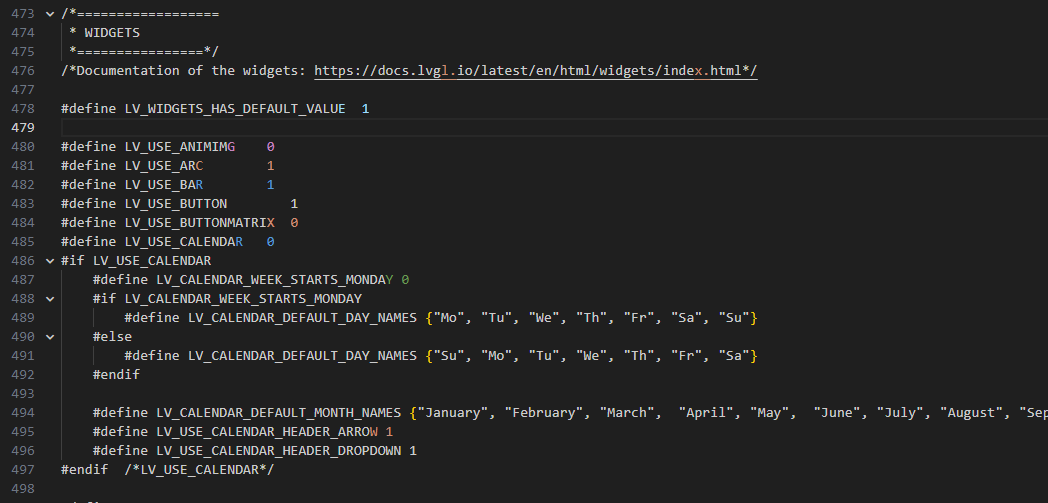 473 /*==================
474  * WIDGETS
475  *================*/
476 /*Documentation of the widgets: https://docs.lvgl.io/latest/en/html/widgets/index.html*/
477
478 #define LV_WIDGETS_HAS_DEFAULT_VALUE  1
479
480 #define LV_USE_ANIMIMG    0
481 #define LV_USE_ARC        1
482 #define LV_USE_BAR        1
483 #define LV_USE_BUTTON        1
484 #define LV_USE_BUTTONMATRIX  0
485 #define LV_USE_CALENDAR   0
486 #if LV_USE_CALENDAR
487     #define LV_CALENDAR_WEEK_STARTS_MONDAY 0
488     #if LV_CALENDAR_WEEK_STARTS_MONDAY
489         #define LV_CALENDAR_DEFAULT_DAY_NAMES {"Mo", "Tu", "We", "Th", "Fr", "Sa", "Su"}
490     #else
491         #define LV_CALENDAR_DEFAULT_DAY_NAMES {"Su", "Mo", "Tu", "We", "Th", "Fr", "Sa"}
492     #endif
493
494     #define LV_CALENDAR_DEFAULT_MONTH_NAMES {"January", "February", "March",  "April", "May",  "June", "July", "August", "Sep
495     #define LV_USE_CALENDAR_HEADER_ARROW 1
496     #define LV_USE_CALENDAR_HEADER_DROPDOWN 1
497 #endif  /*LV_USE_CALENDAR*/
498